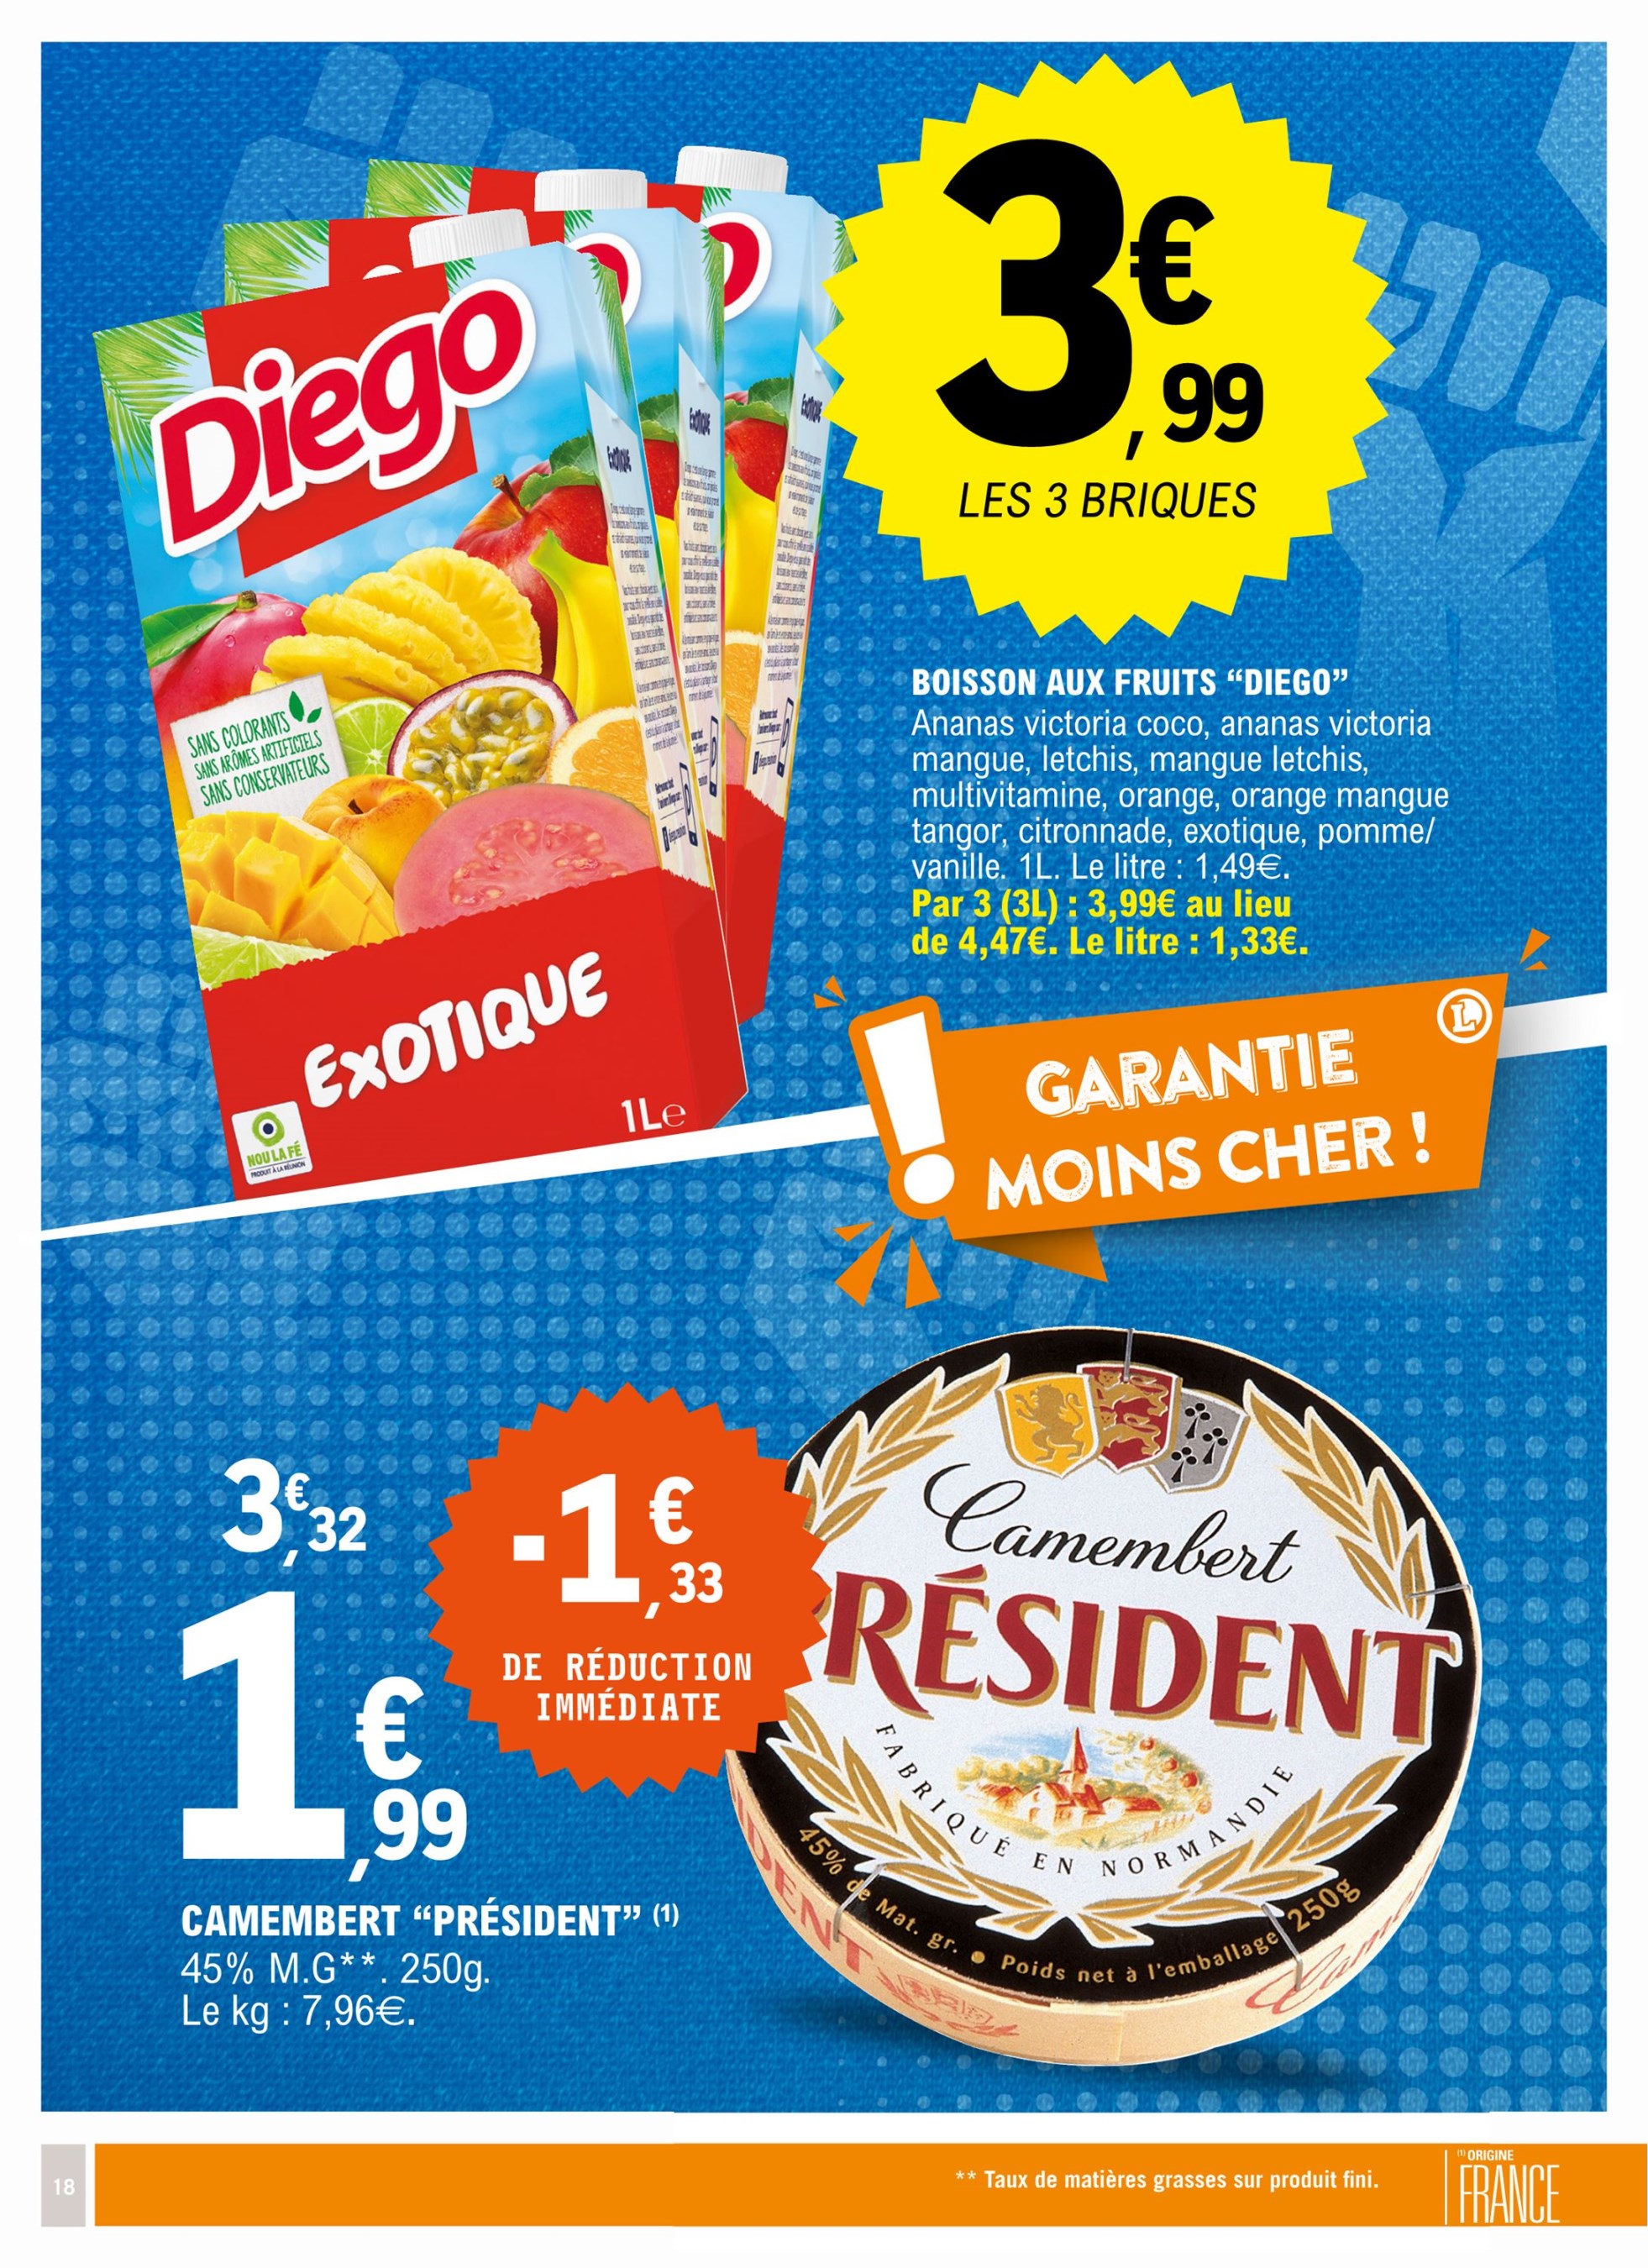 3€,99
LES 3 BRIQUES
Diego
SANS COLORANTS
SANS ARÔMES ARTIFICIELS
SANS CONSERVATEURS
EXOTIQUE
1Le
NOU LA FÉ
PRODUIT À LA RÉUNION
BOISSON AUX FRUITS “DIEGO”
Ananas victoria coco, ananas victoria
mangue, letchis, mangue letchis,
multivitamine, orange, orange mangue
tangor, citronnade, exotique, pomme/
vanille. 1L. Le litre : 1,49€.
Par 3 (3L) : 3,99€ au lieu
de 4,47€. Le litre : 1,33€.
L
! GARANTIE
MOINS CHER !
3€,32
-1€,33
DE RÉDUCTION
IMMÉDIATE
1€,99
CAMEMBERT “PRÉSIDENT” (1)
45% M.G**. 250g.
Le kg : 7,96€.
Camembert
RÉSIDENT
FABRIQUÉ EN NORMANDIE
45% de Mat. gr. ● Poids net à l'emballage 250g
** Taux de matières grasses sur produit fini.
(1) ORIGINE
FRANCE
18